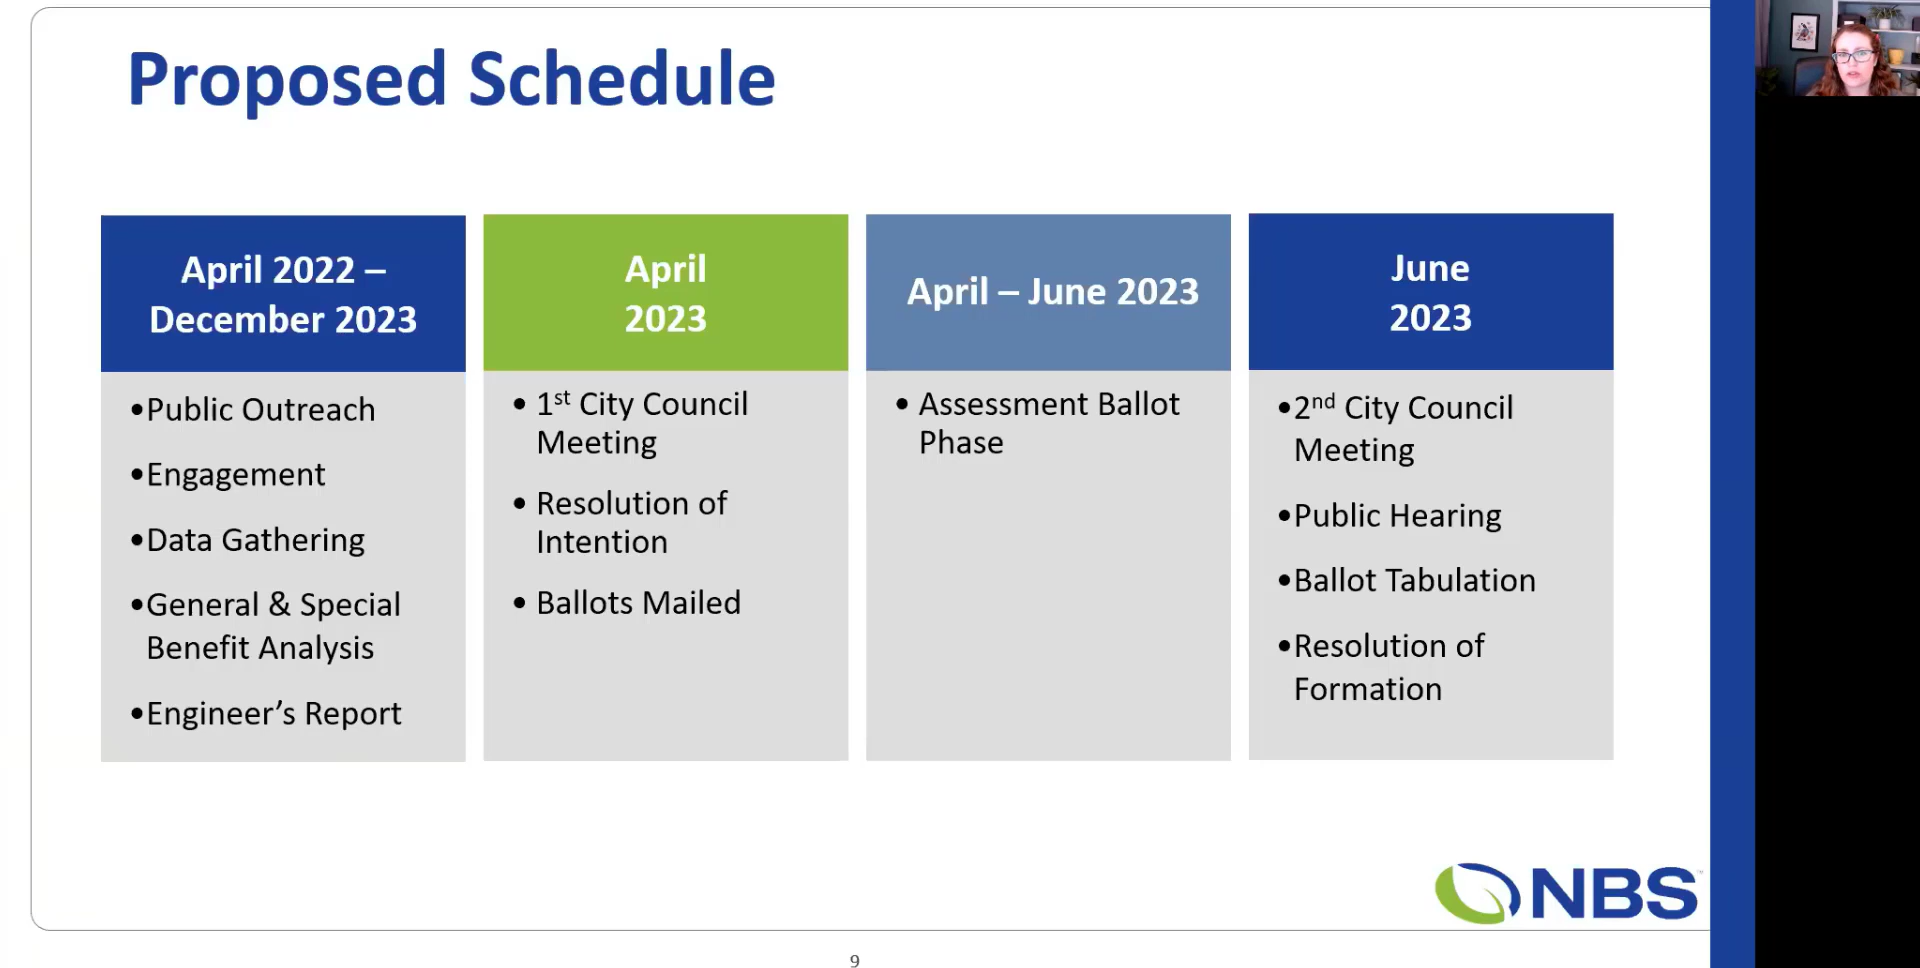 Proposed Schedule
April 2022 –
December 2023
•Public Outreach
•Engagement
•Data Gathering
•General & Special
Benefit Analysis
•Engineer’s Report
April
2023
• 1st City Council
Meeting
• Resolution of
Intention
• Ballots Mailed
April – June 2023
• Assessment Ballot
Phase
June
2023
•2nd City Council
Meeting
•Public Hearing
•Ballot Tabulation
•Resolution of
Formation
NBS
9